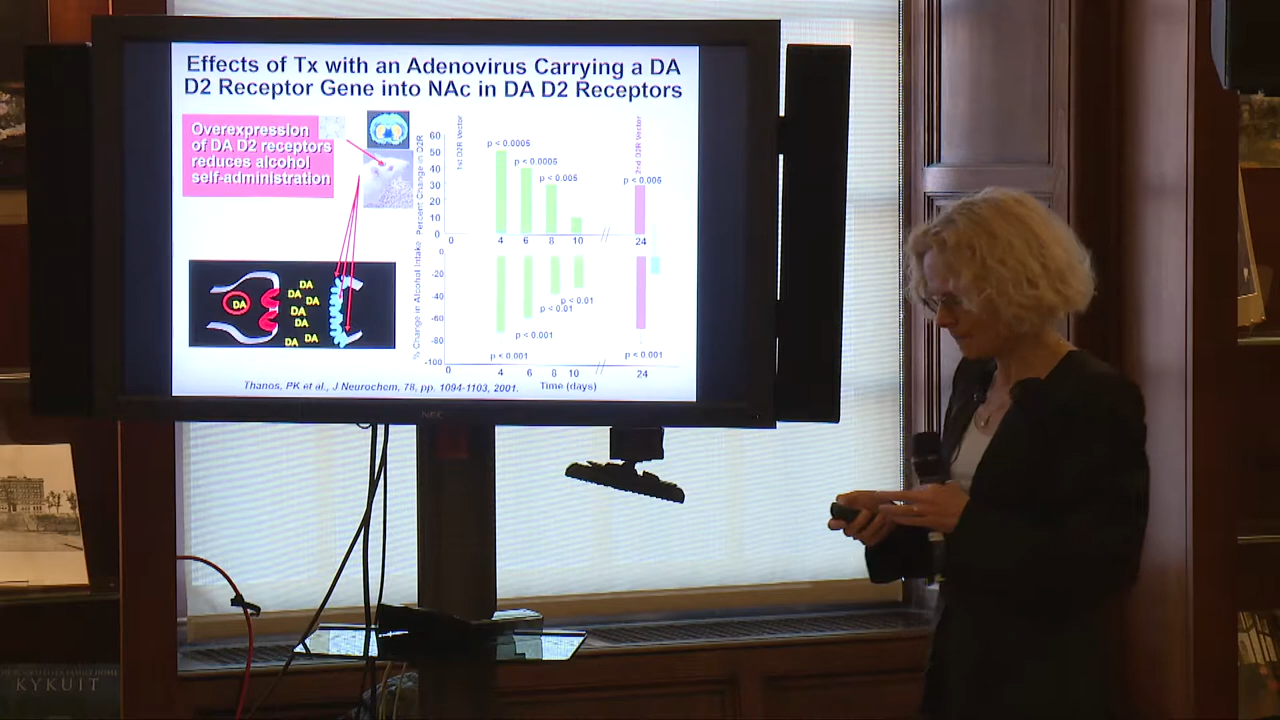 Effects of Tx with an Adenovirus Carrying a DA
D2 Receptor Gene into NAc in DA D2 Receptors
Overexpression
of DA D2 receptors
reduces alcohol
self-administration
DA
DA
DA
DA
DA
DA
DA
DA
Percent Change in D2R
60
50
40
30
20
10
0
1st D2R Vector
p < 0.0005
p < 0.0005
p < 0.005
2nd D2R Vector
p < 0.005
0
4
6
8
10
24
% Change in Alcohol Intake
0
-20
-40
-60
-80
-100
p < 0.01
p < 0.01
p < 0.001
p < 0.001
p < 0.001
0
4
6
8
10
24
Time (days)
Thanos, PK et al., J Neurochem, 78, pp. 1094-1103, 2001.
NEC
KYKUIT